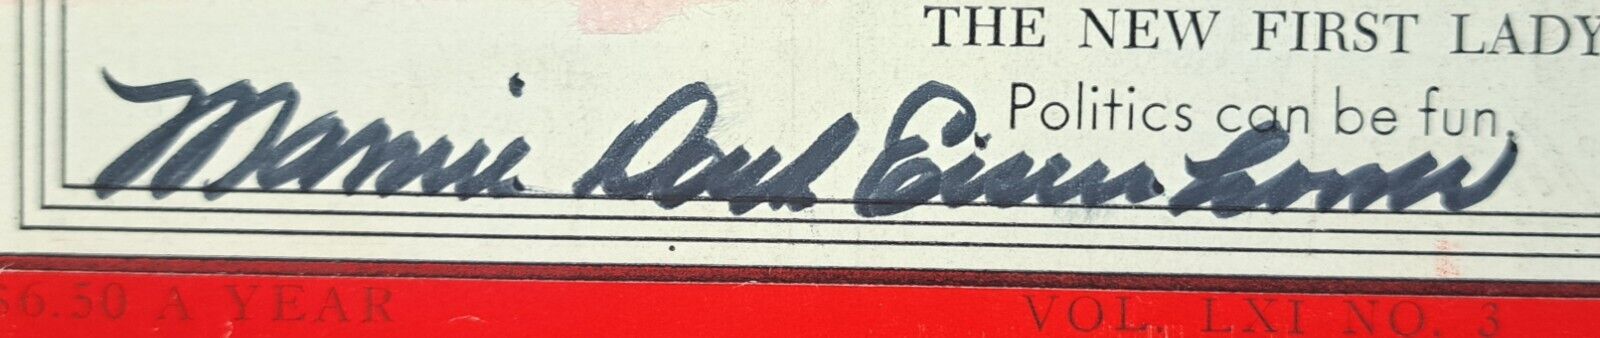 THE NEW FIRST LADY
Politics can be fun.
Mamie Doud Eisenhower
$6.50 A YEAR
VOL. LXI NO. 3